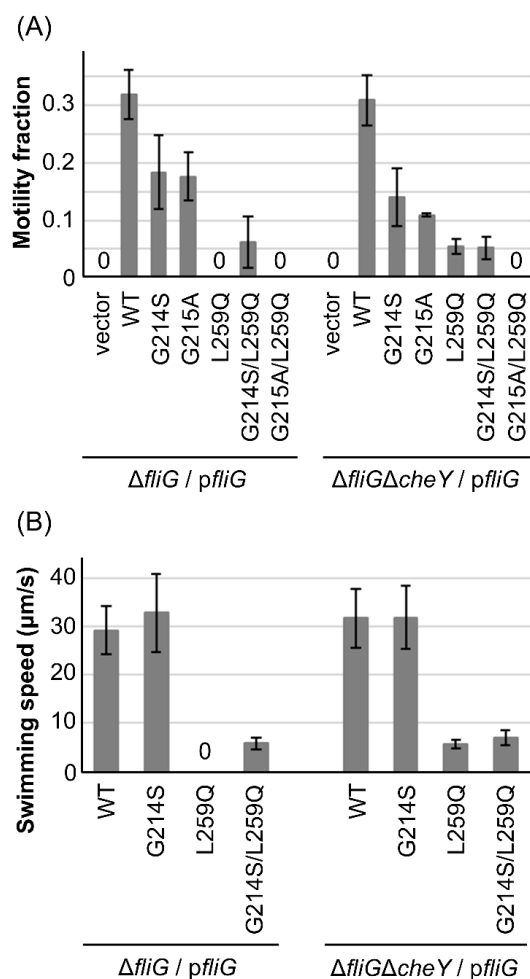 (A)
Motility fraction
0.3
0.2
0.1
0
0
0
0
0
0
vector
WT
G214S
G215A
L259Q
G214S/L259Q
G215A/L259Q
vector
WT
G214S
G215A
L259Q
G214S/L259Q
G215A/L259Q
ΔfliG / pfliG
ΔfliGΔcheY / pfliG
(B)
Swimming speed (μm/s)
40
30
20
10
0
0
WT
G214S
L259Q
G214S/L259Q
WT
G214S
L259Q
G214S/L259Q
ΔfliG / pfliG
ΔfliGΔcheY / pfliG